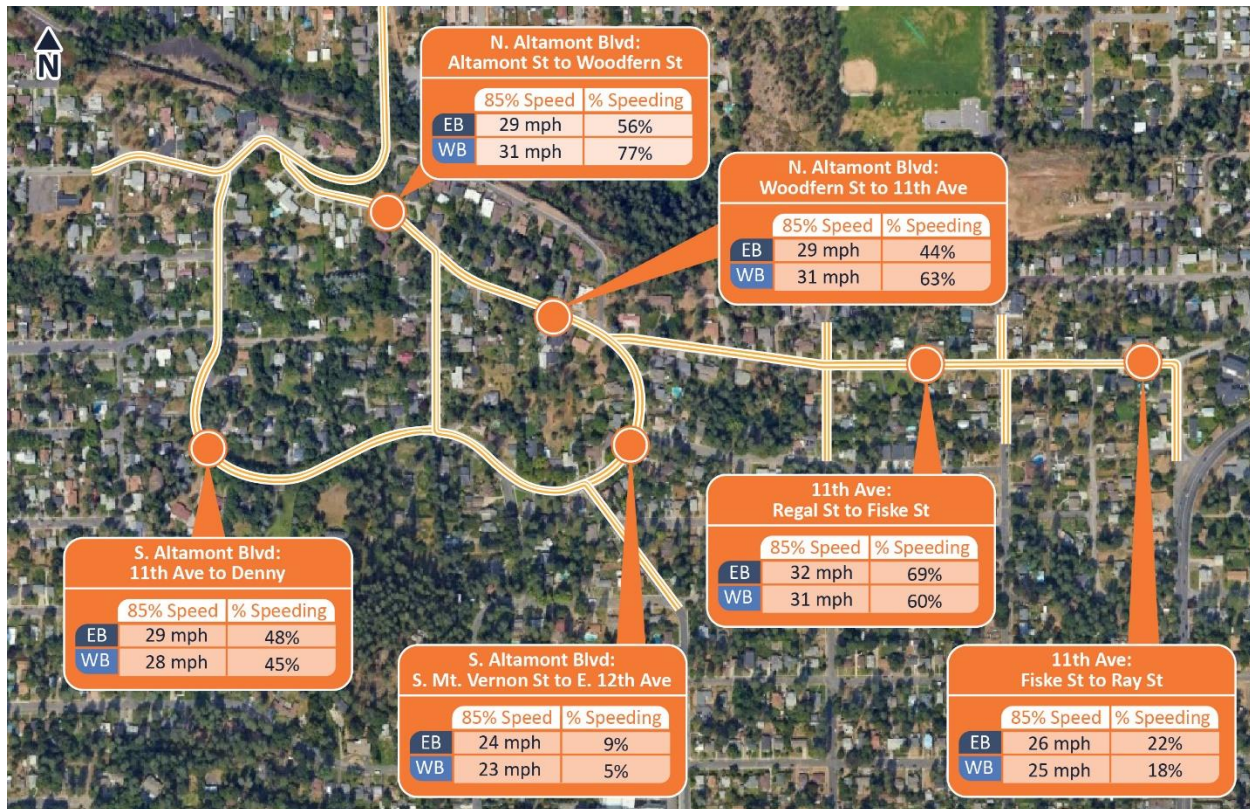 N
N. Altamont Blvd:
Altamont St to Woodfern St
85% Speed % Speeding
EB 29 mph 56%
WB 31 mph 77%
N. Altamont Blvd:
Woodfern St to 11th Ave
85% Speed % Speeding
EB 29 mph 44%
WB 31 mph 63%
11th Ave:
Regal St to Fiske St
85% Speed % Speeding
EB 32 mph 69%
WB 31 mph 60%
S. Altamont Blvd:
11th Ave to Denny
85% Speed % Speeding
EB 29 mph 48%
WB 28 mph 45%
S. Altamont Blvd:
S. Mt. Vernon St to E. 12th Ave
85% Speed % Speeding
EB 24 mph 9%
WB 23 mph 5%
11th Ave:
Fiske St to Ray St
85% Speed % Speeding
EB 26 mph 22%
WB 25 mph 18%